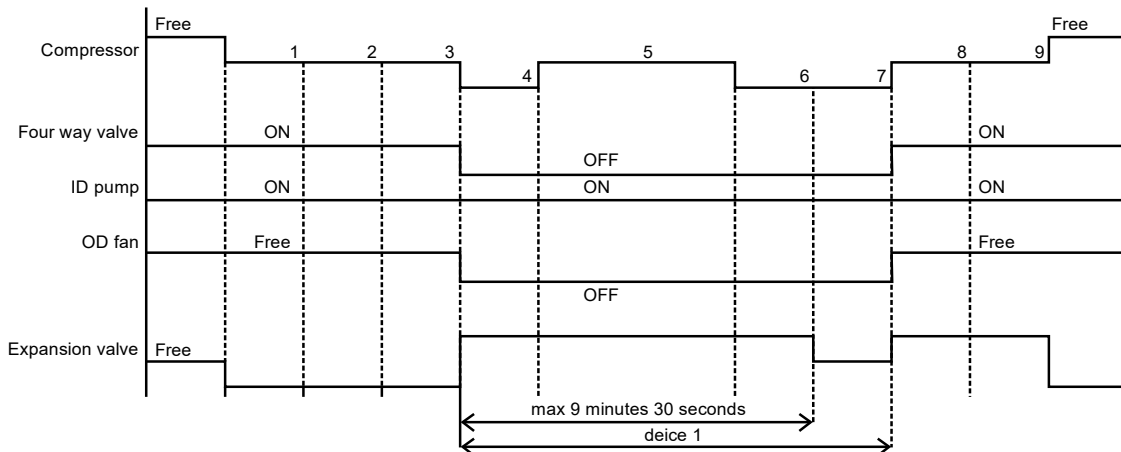 Free Free
Compressor 1 2 3 4 5 6 7 8 9
Four way valve ON OFF ON
ID pump ON ON ON
OD fan Free OFF Free
Expansion valve Free
max 9 minutes 30 seconds
deice 1